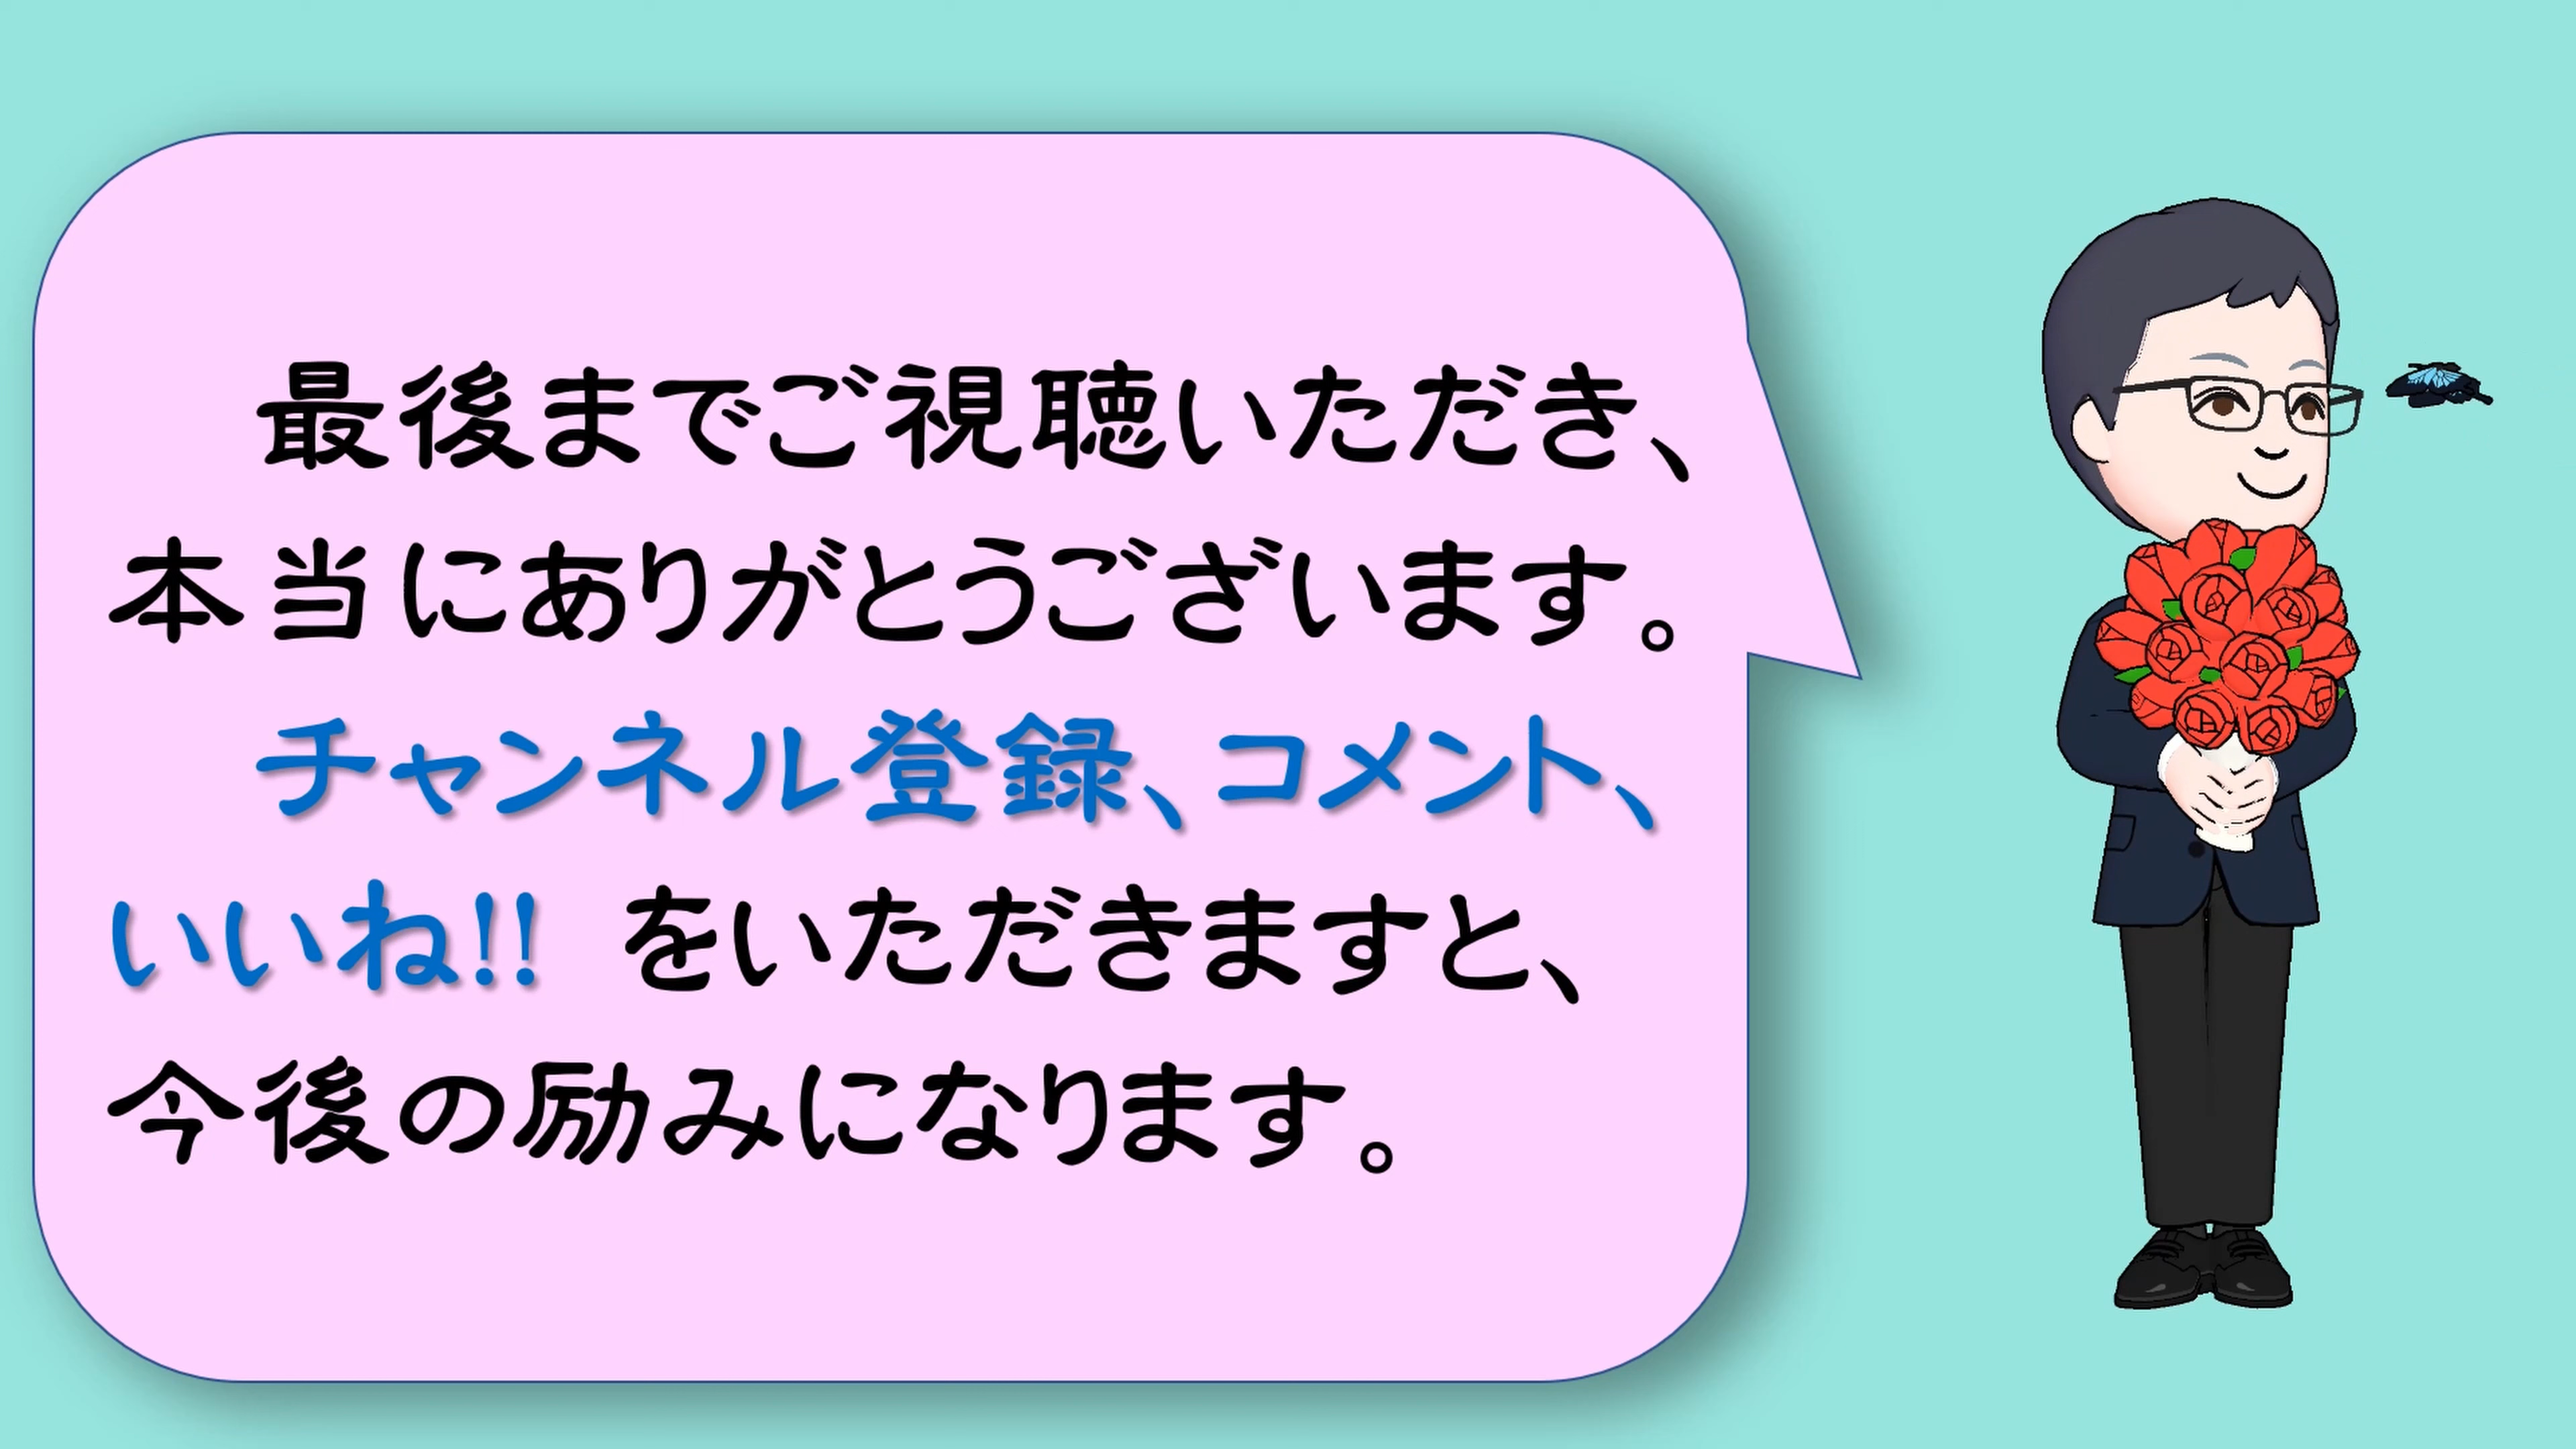 最後までご視聴いただき、
本当にありがとうございます。
チャンネル登録、コメント、
いいね!! をいただきますと、
今後の励みになります。